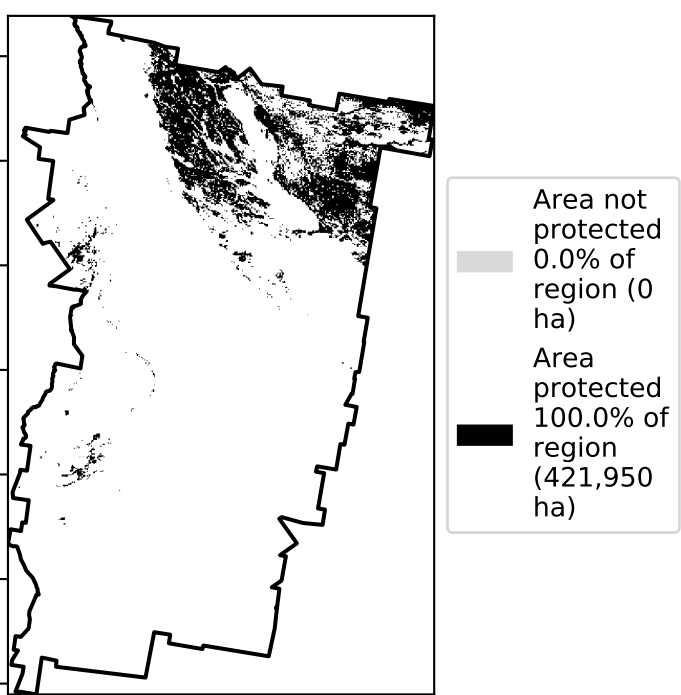 Area not
protected
0.0% of
region (0
ha)
Area
protected
100.0% of
region
(421,950
ha)